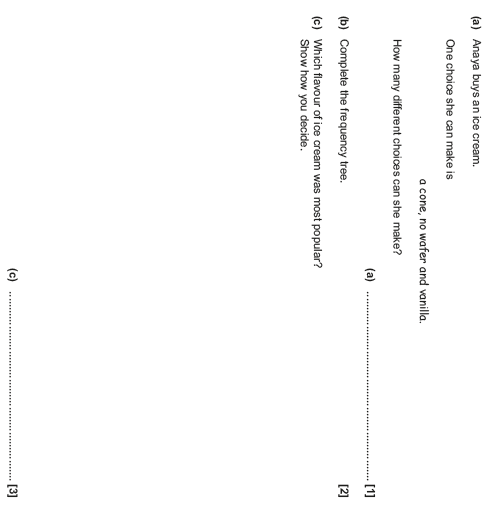 (a) Anaya buys an ice cream.
One choice she can make is
a cone, no wafer and vanilla.
How many different choices can she make?
(a) .................................................. [1]
(b) Complete the frequency tree.
[2]
(c) Which flavour of ice cream was most popular?
Show how you decide.
(c) .................................................. [3]